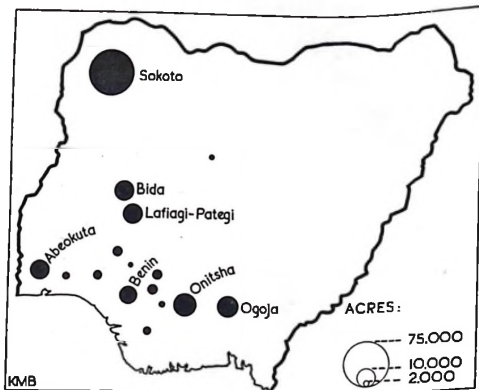 Sokoto
Bida
Lafiagi-Pategi
Abeokuta
Benin
Onitsha
Ogoja
ACRES:
75.000
10.000
2.000
KMB